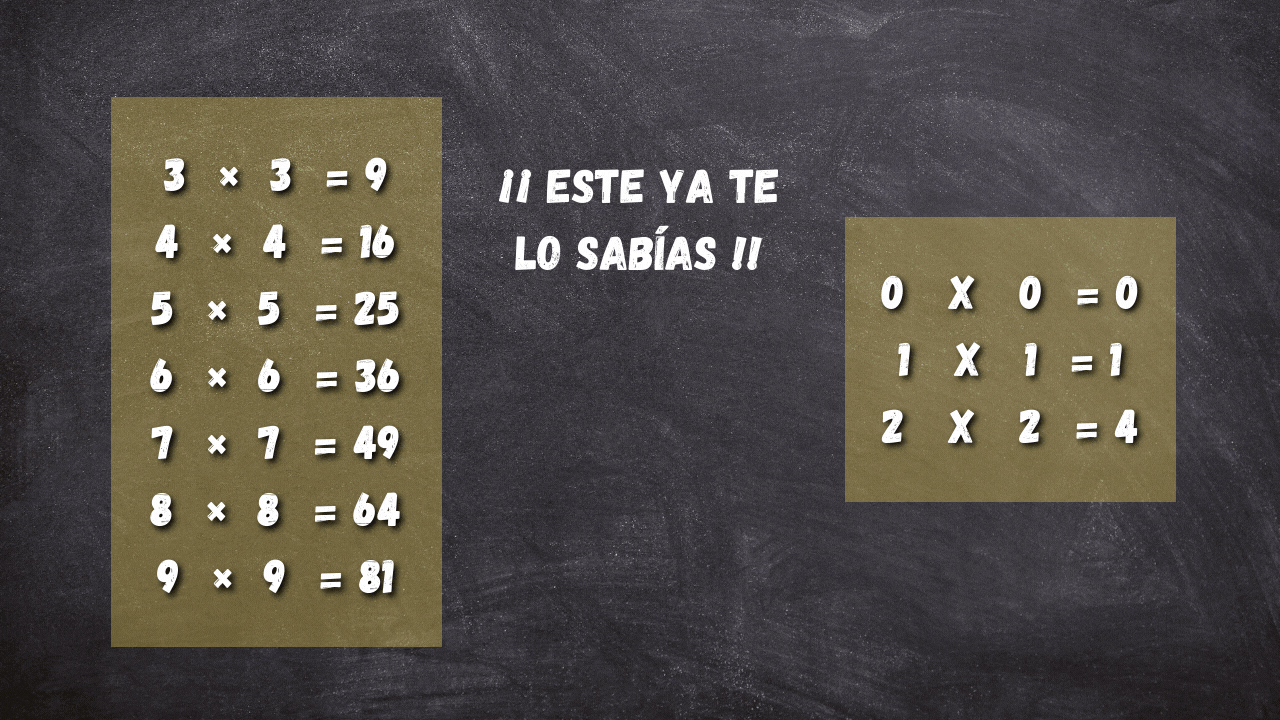 3 × 3 = 9
4 × 4 = 16
5 × 5 = 25
6 × 6 = 36
7 × 7 = 49
8 × 8 = 64
9 × 9 = 81
¡¡ ESTE YA TE
LO SABÍAS !!
0 X 0 = 0
1 X 1 = 1
2 X 2 = 4